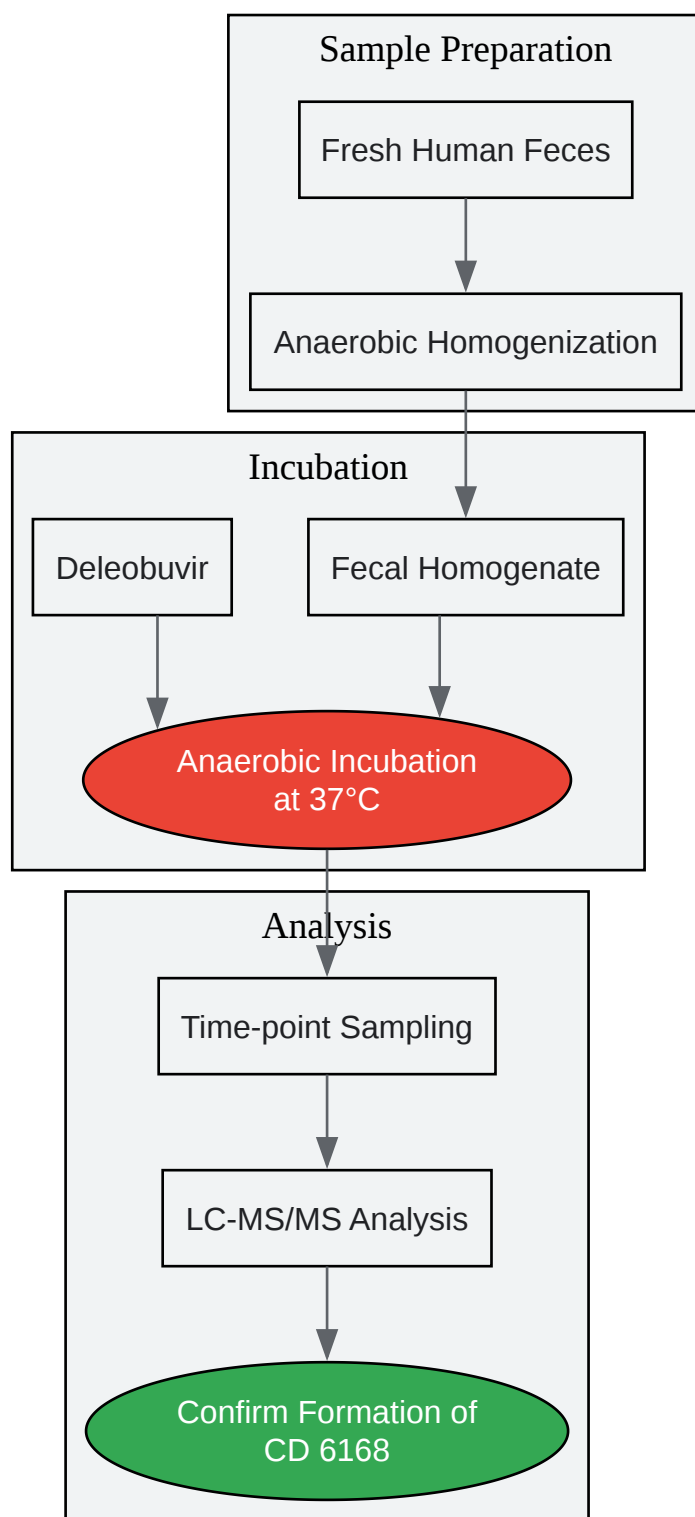 Sample Preparation
Fresh Human Feces
Anaerobic Homogenization
Incubation
Deleobuvir
Fecal Homogenate
Anaerobic Incubation
at 37°C
Analysis
Time-point Sampling
LC-MS/MS Analysis
Confirm Formation of
CD 6168